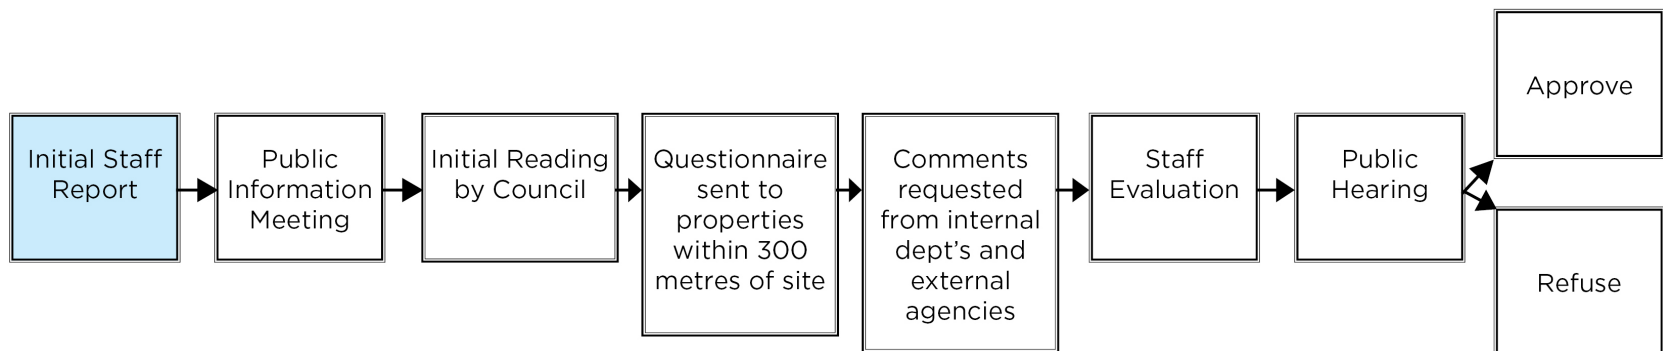 Initial Staff
Report
Public
Information
Meeting
Initial Reading
by Council
Questionnaire
sent to
properties
within 300
metres of site
Comments
requested
from internal
dept's and
external
agencies
Staff
Evaluation
Public
Hearing
Approve
Refuse